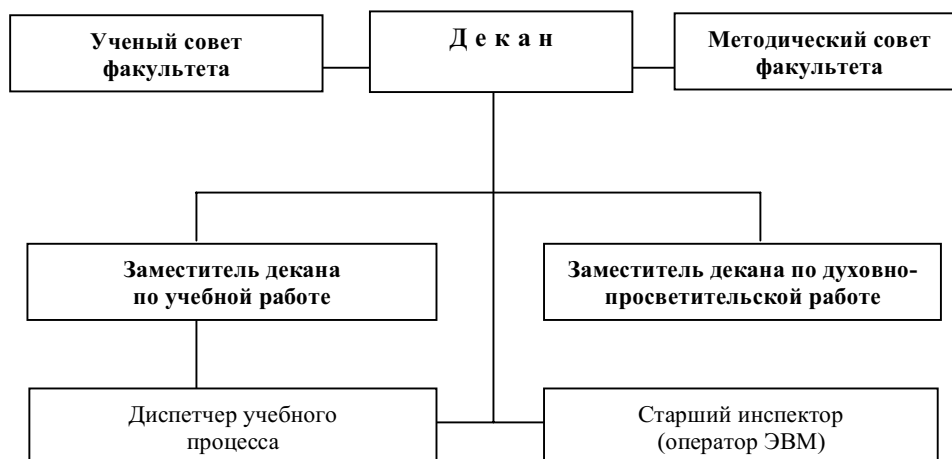 Ученый совет
факультета
Декан
Методический совет
факультета
Заместитель декана
по учебной работе
Заместитель декана по духовно-
просветительской работе
Диспетчер учебного
процесса
Старший инспектор
(оператор ЭВМ)